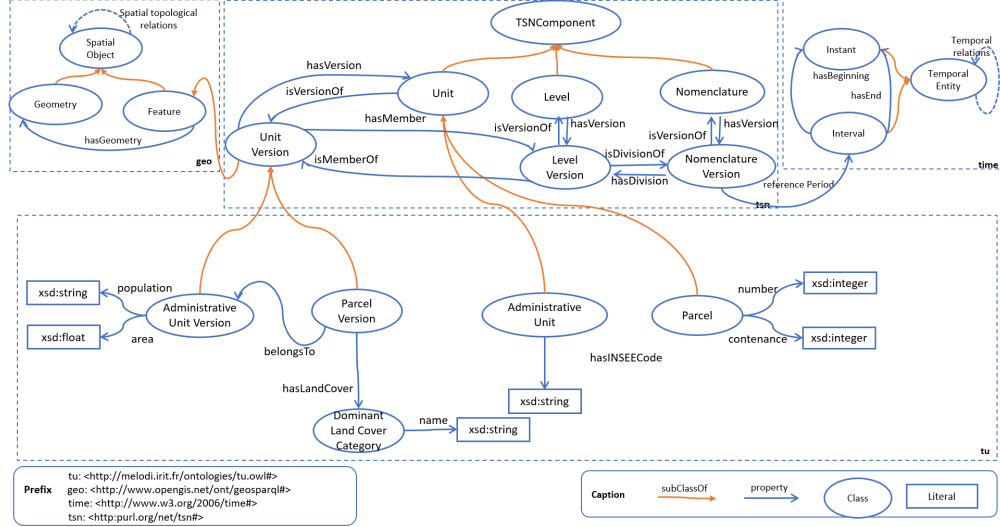 Spatial topological
relations
Spatial
Object
Geometry
Feature
hasGeometry
geo
TSNComponent
hasVersion
isVersionOf
Unit
Level
Nomenclature
hasMember
isVersionOf
hasVersion
isVersionOf
hasVersion
Unit
Version
isMemberOf
Level
Version
isDivisionOf
hasDivision
Nomenclature
Version
tsn
Instant
hasBeginning
hasEnd
Interval
Temporal
relations
Temporal
Entity
time
reference Period
xsd:string
population
xsd:float
area
Administrative
Unit Version
Parcel
Version
belongsTo
hasLandCover
Dominant
Land Cover
Category
name
xsd:string
Administrative
Unit
hasINSEECode
xsd:string
Parcel
number
xsd:integer
contenance
xsd:integer
tu
Prefix
tu: <http://melodi.irit.fr/ontologies/tu.owl#>
geo: <http://www.opengis.net/ont/geosparql#>
time: <http://www.w3.org/2006/time#>
tsn: <http:purl.org/net/tsn#>
Caption
subClassOf
property
Class
Literal